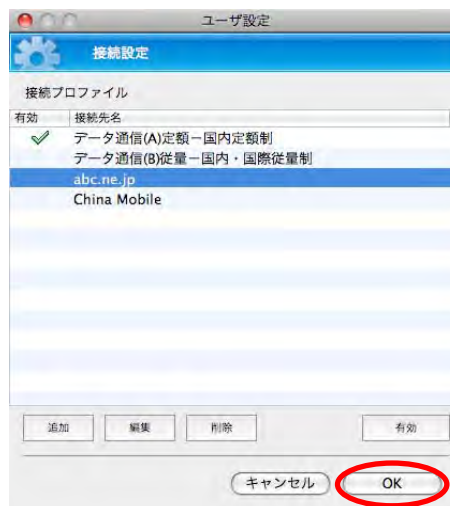 ユーザ設定
接続設定
接続プロファイル
有効 接続先名
データ通信(A)定額－国内定額制
データ通信(B)従量－国内・国際従量制
abc.ne.jp
China Mobile
追加 編集 削除 有効
キャンセル OK